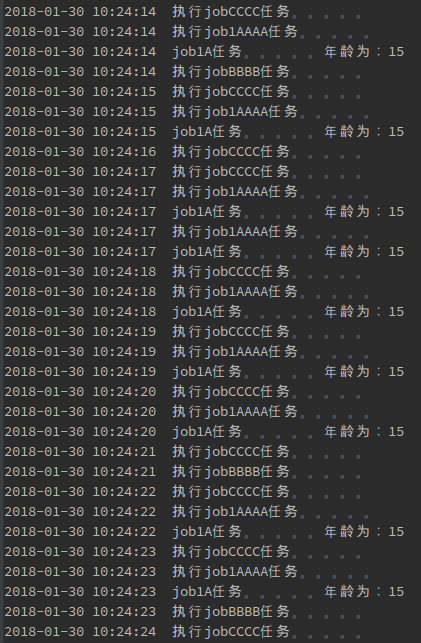 2018-01-30 10:24:14  执行jobCCCC任务。。。。。
2018-01-30 10:24:14  执行job1AAAA任务。。。。。
2018-01-30 10:24:14  job1A任务。。。。。年龄为：15
2018-01-30 10:24:14  执行jobBBBB任务。。。。。
2018-01-30 10:24:15  执行jobCCCC任务。。。。。
2018-01-30 10:24:15  执行job1AAAA任务。。。。。
2018-01-30 10:24:15  job1A任务。。。。。年龄为：15
2018-01-30 10:24:16  执行jobCCCC任务。。。。。
2018-01-30 10:24:17  执行jobCCCC任务。。。。。
2018-01-30 10:24:17  执行job1AAAA任务。。。。。
2018-01-30 10:24:17  job1A任务。。。。。年龄为：15
2018-01-30 10:24:17  执行job1AAAA任务。。。。。
2018-01-30 10:24:17  job1A任务。。。。。年龄为：15
2018-01-30 10:24:18  执行jobCCCC任务。。。。。
2018-01-30 10:24:18  执行job1AAAA任务。。。。。
2018-01-30 10:24:18  job1A任务。。。。。年龄为：15
2018-01-30 10:24:19  执行jobCCCC任务。。。。。
2018-01-30 10:24:19  执行job1AAAA任务。。。。。
2018-01-30 10:24:19  job1A任务。。。。。年龄为：15
2018-01-30 10:24:20  执行jobCCCC任务。。。。。
2018-01-30 10:24:20  执行job1AAAA任务。。。。。
2018-01-30 10:24:20  job1A任务。。。。。年龄为：15
2018-01-30 10:24:21  执行jobCCCC任务。。。。。
2018-01-30 10:24:21  执行jobBBBB任务。。。。。
2018-01-30 10:24:22  执行jobCCCC任务。。。。。
2018-01-30 10:24:22  执行job1AAAA任务。。。。。
2018-01-30 10:24:22  job1A任务。。。。。年龄为：15
2018-01-30 10:24:23  执行jobCCCC任务。。。。。
2018-01-30 10:24:23  执行job1AAAA任务。。。。。
2018-01-30 10:24:23  job1A任务。。。。。年龄为：15
2018-01-30 10:24:23  执行jobBBBB任务。。。。。
2018-01-30 10:24:24  执行jobCCCC任务。。。。。